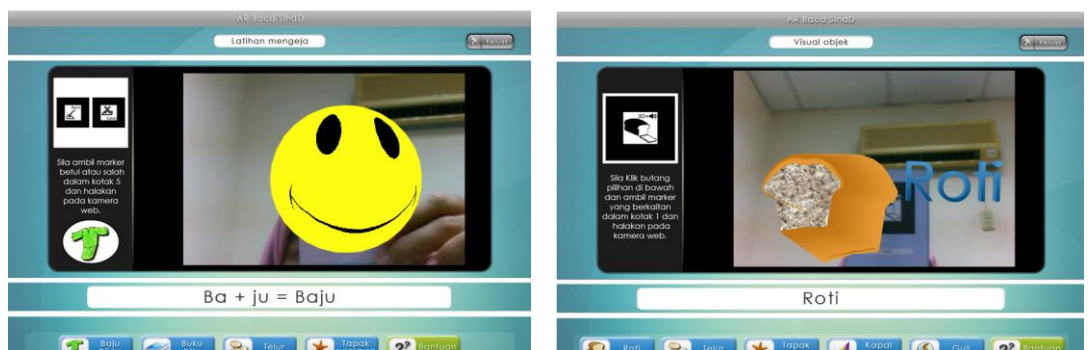 AR Baca SindD
Latihan mengeja
Keluar
Sila ambil marker
betul atau salah
dalam kotak 5
dan halakan
pada kamera
web.
Ba + ju = Baju
Baju
Buku
Telur
Tapak
Bantuan
AR Baca SindD
Visual objek
Keluar
Sila Klik butang
pilihan di bawah
dan ambil marker
yang berkaitan
dalam kotak 1 dan
halakan pada
kamera web.
Roti
Roti
Roti
Telur
Tapak
Kapal
Guli
Bantuan